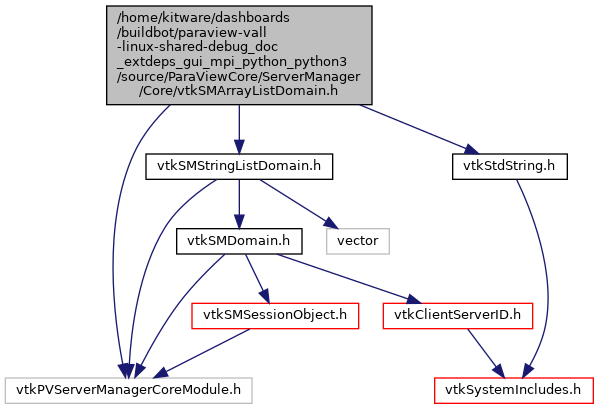 /home/kitware/dashboards
/buildbot/paraview-vall
-linux-shared-debug_doc
_extdeps_gui_mpi_python_python3
/source/ParaViewCore/ServerManager
/Core/vtkSMArrayListDomain.h
vtkSMStringListDomain.h
vtkStdString.h
vtkSMDomain.h
vector
vtkSMSessionObject.h
vtkClientServerID.h
vtkPVServerManagerCoreModule.h
vtkSystemIncludes.h